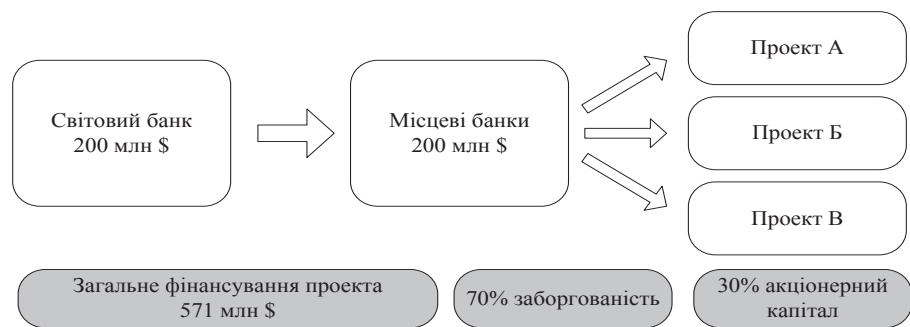 Світовий банк
200 млн $
Місцеві банки
200 млн $
Проект А
Проект Б
Проект В
Загальне фінансування проекта
571 млн $
70% заборгованість
30% акціонерний
капітал